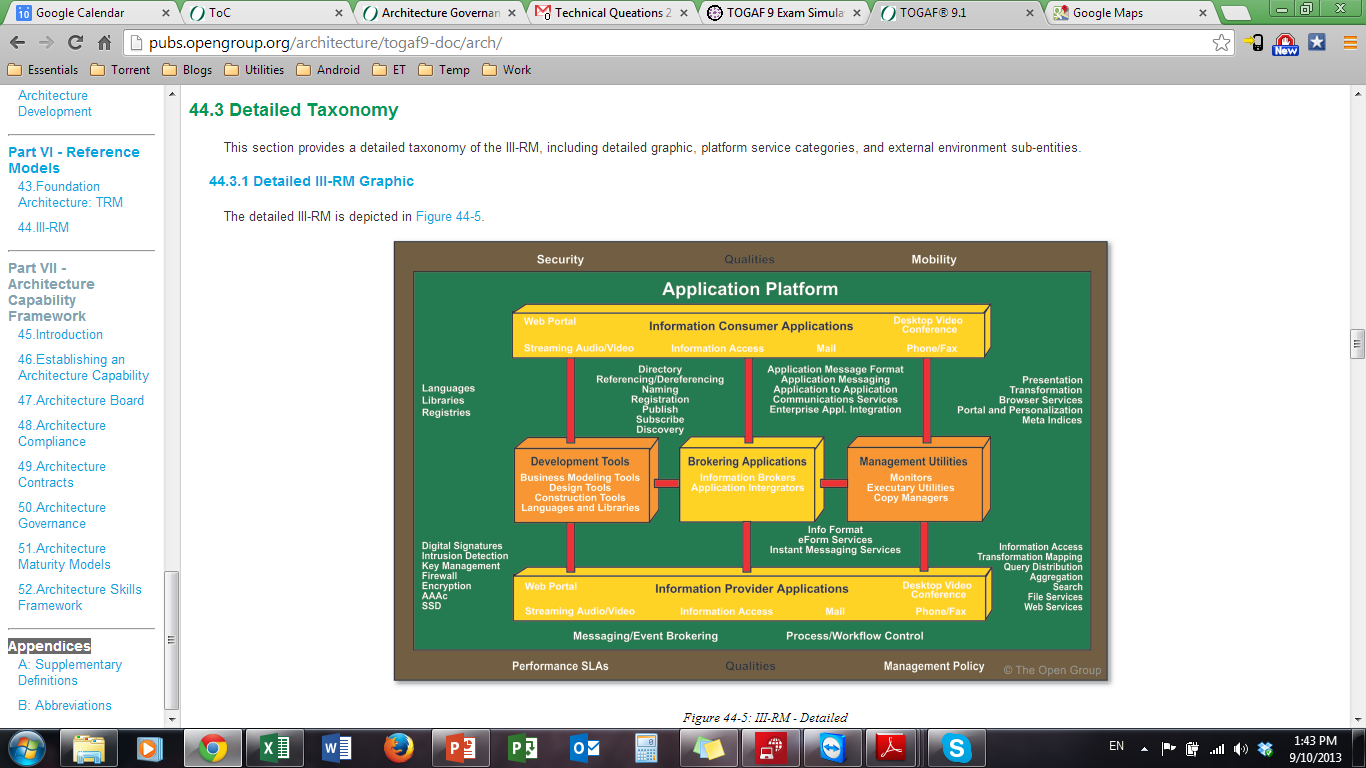 Google Calendar
ToC
Architecture Governan
Technical Queations 2
TOGAF 9 Exam Simula
TOGAF® 9.1
Google Maps
pubs.opengroup.org/architecture/togaf9-doc/arch/
New
Essentials
Torrent
Blogs
Utilities
Android
ET
Temp
Work
Architecture
Development
Part VI - Reference
Models
43.Foundation
Architecture: TRM
44.III-RM
Part VII -
Architecture
Capability
Framework
45.Introduction
46.Establishing an
Architecture Capability
47.Architecture Board
48.Architecture
Compliance
49.Architecture
Contracts
50.Architecture
Governance
51.Architecture
Maturity Models
52.Architecture Skills
Framework
Appendices
A: Supplementary
Definitions
B: Abbreviations
44.3 Detailed Taxonomy
This section provides a detailed taxonomy of the III-RM, including detailed graphic, platform service categories, and external environment sub-entities.
44.3.1 Detailed III-RM Graphic
The detailed III-RM is depicted in Figure 44-5.
Security
Qualities
Mobility
Application Platform
Web Portal
Information Consumer Applications
Desktop Video
Conference
Streaming Audio/Video
Information Access
Mail
Phone/Fax
Languages
Libraries
Registries
Directory
Referencing/Dereferencing
Naming
Registration
Publish
Subscribe
Discovery
Application Message Format
Application Messaging
Application to Application
Communications Services
Enterprise Appl. Integration
Presentation
Transformation
Browser Services
Portal and Personalization
Meta Indices
Development Tools
Business Modeling Tools
Design Tools
Construction Tools
Languages and Libraries
Brokering Applications
Information Brokers
Application Intergrators
Management Utilities
Monitors
Executary Utilities
Copy Managers
Info Format
eForm Services
Instant Messaging Services
Digital Signatures
Intrusion Detection
Key Management
Firewall
Encryption
AAAc
SSD
Information Access
Transformation Mapping
Query Distribution
Aggregation
Search
File Services
Web Services
Web Portal
Information Provider Applications
Desktop Video
Conference
Streaming Audio/Video
Information Access
Mail
Phone/Fax
Messaging/Event Brokering
Process/Workflow Control
Performance SLAs
Qualities
Management Policy
© The Open Group
Figure 44-5: III-RM - Detailed
EN
1:43 PM
9/10/2013